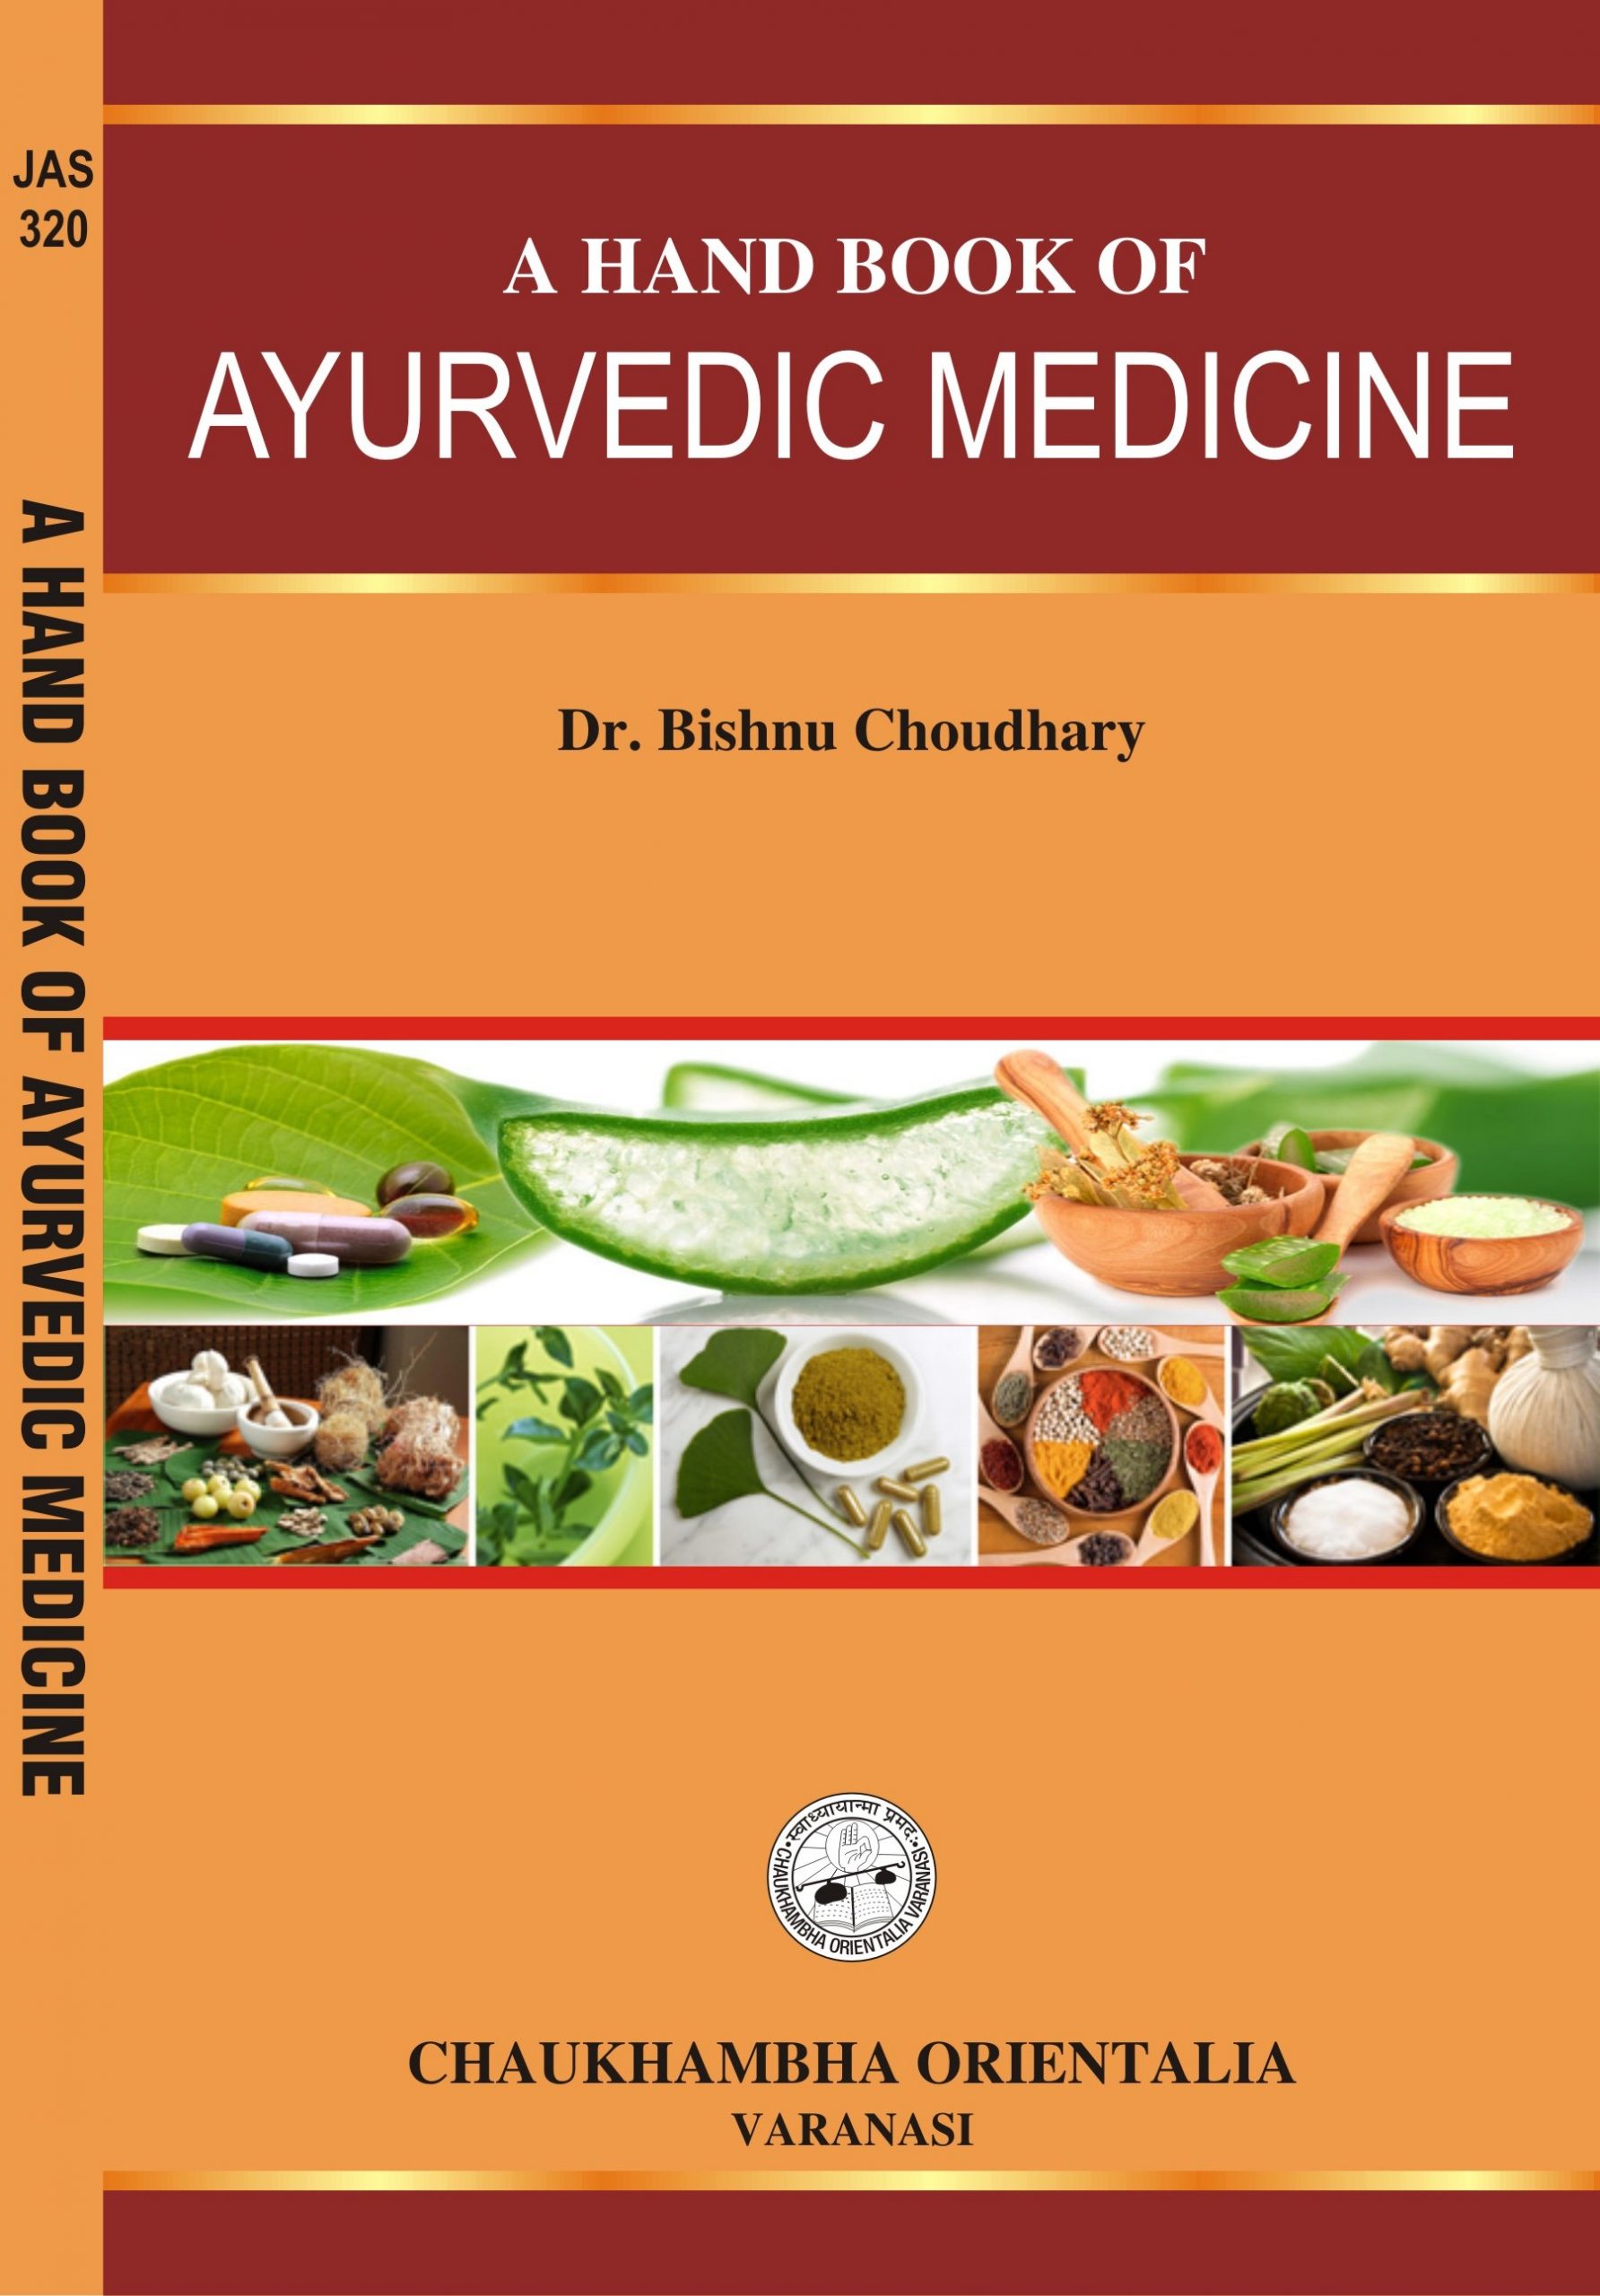 JAS
320
A HAND BOOK OF AYURVEDIC MEDICINE
A HAND BOOK OF
AYURVEDIC MEDICINE
Dr. Bishnu Choudhary
स्वाध्यायान्मा प्रमदः
CHAUKHAMBHA ORIENTALIA VARANASI
CHAUKHAMBHA ORIENTALIA
VARANASI